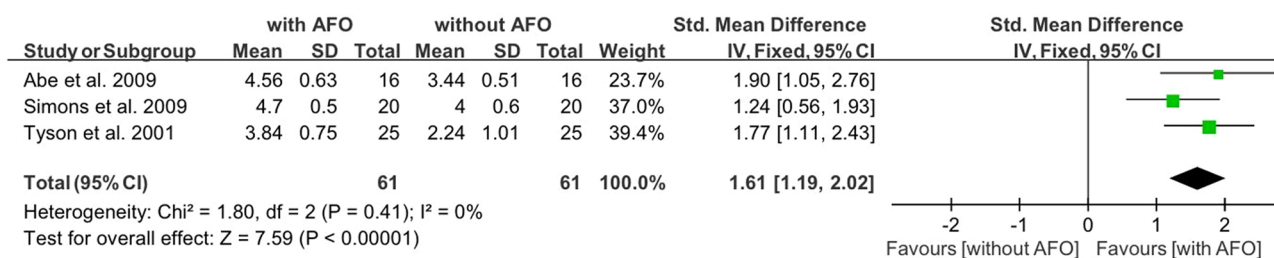 with AFO without AFO Std. Mean Difference Std. Mean Difference
Study or Subgroup Mean SD Total Mean SD Total Weight IV, Fixed, 95% CI IV, Fixed, 95% CI
Abe et al. 2009 4.56 0.63 16 3.44 0.51 16 23.7% 1.90 [1.05, 2.76]
Simons et al. 2009 4.7 0.5 20 4 0.6 20 37.0% 1.24 [0.56, 1.93]
Tyson et al. 2001 3.84 0.75 25 2.24 1.01 25 39.4% 1.77 [1.11, 2.43]
Total (95% CI) 61 61 100.0% 1.61 [1.19, 2.02]
Heterogeneity: Chi² = 1.80, df = 2 (P = 0.41); I² = 0%
Test for overall effect: Z = 7.59 (P < 0.00001)
-2 -1 0 1 2
Favours [without AFO] Favours [with AFO]